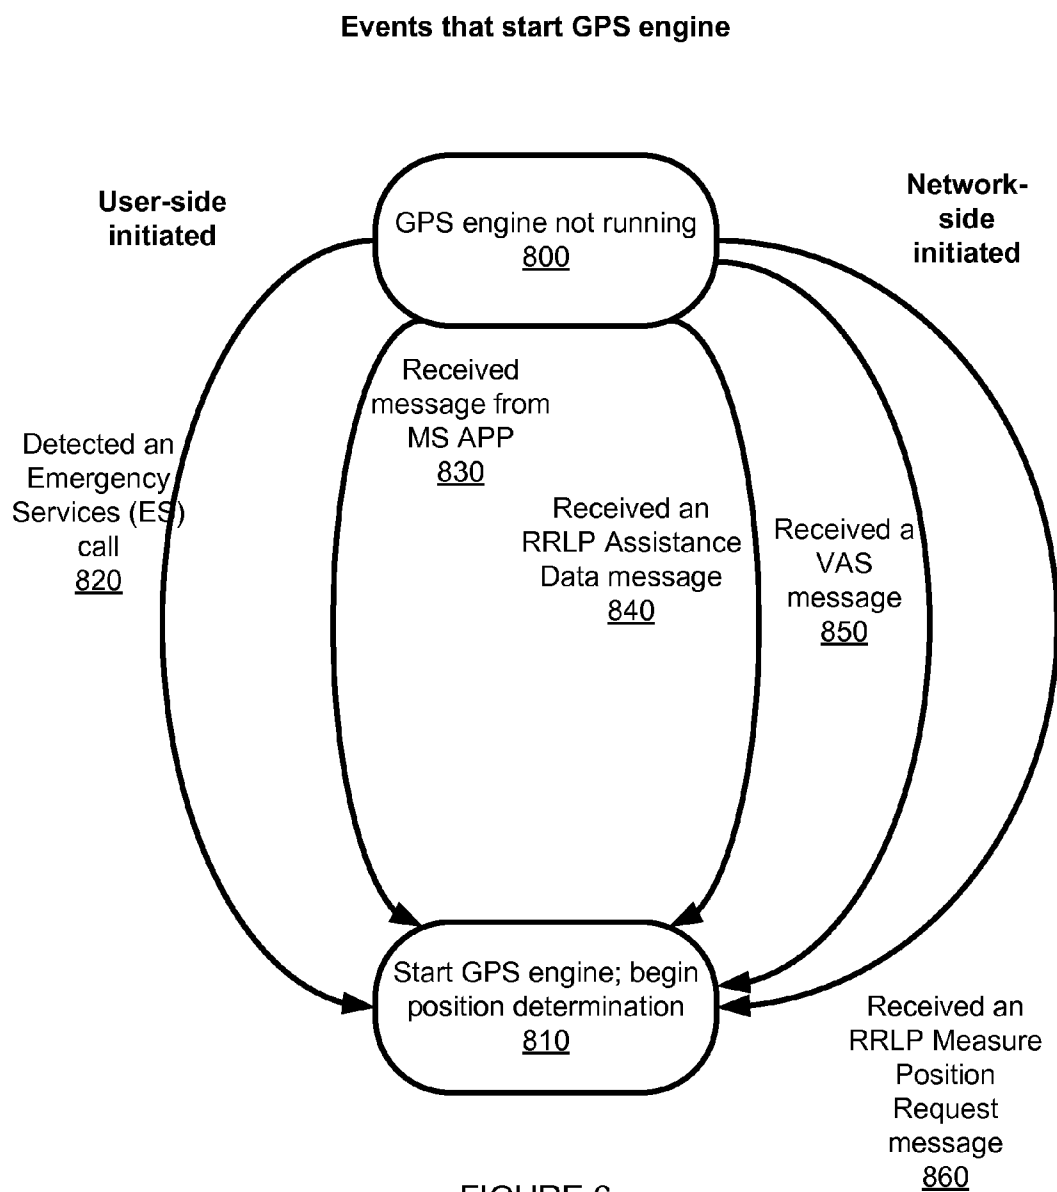 Events that start GPS engine
User-side
initiated
Network-
side
initiated
GPS engine not running
800
Received
message from
MS APP
830
Detected an
Emergency
Services (ES)
call
820
Received an
RRLP Assistance
Data message
840
Received a
VAS
message
850
Start GPS engine; begin
position determination
810
Received an
RRLP Measure
Position
Request
message
860
FIGURE 6